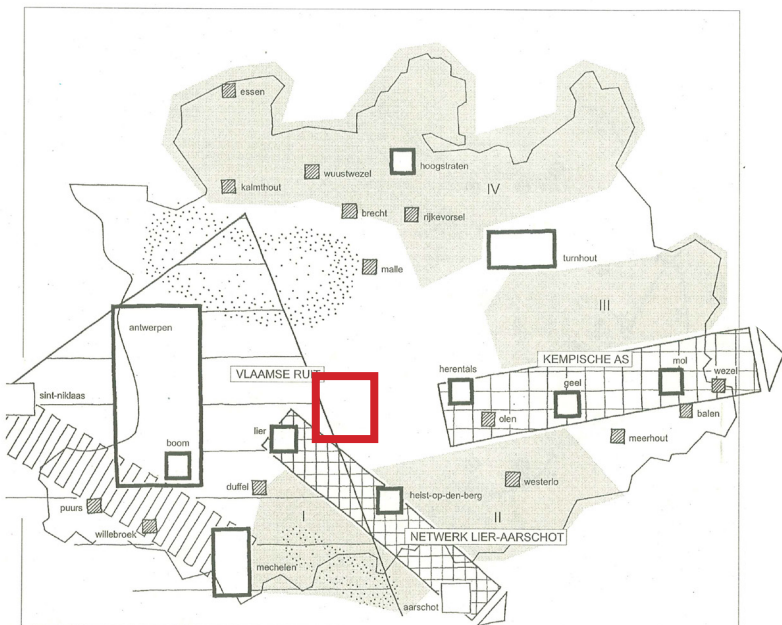 essen
hoogstraten
wuustwezel
kalmthout
IV
brecht
rijkevorsel
turnhout
malle
III
antwerpen
KEMPISCHE AS
mol
herentals
VLAAMSE RUIT
wezel
geel
sint-niklaas
olen
balen
lier
boom
meerhout
westerlo
duffel
heist-op-den-berg
puurs
I
II
willebroek
NETWERK LIER-AARSCHOT
mechelen
aarschot